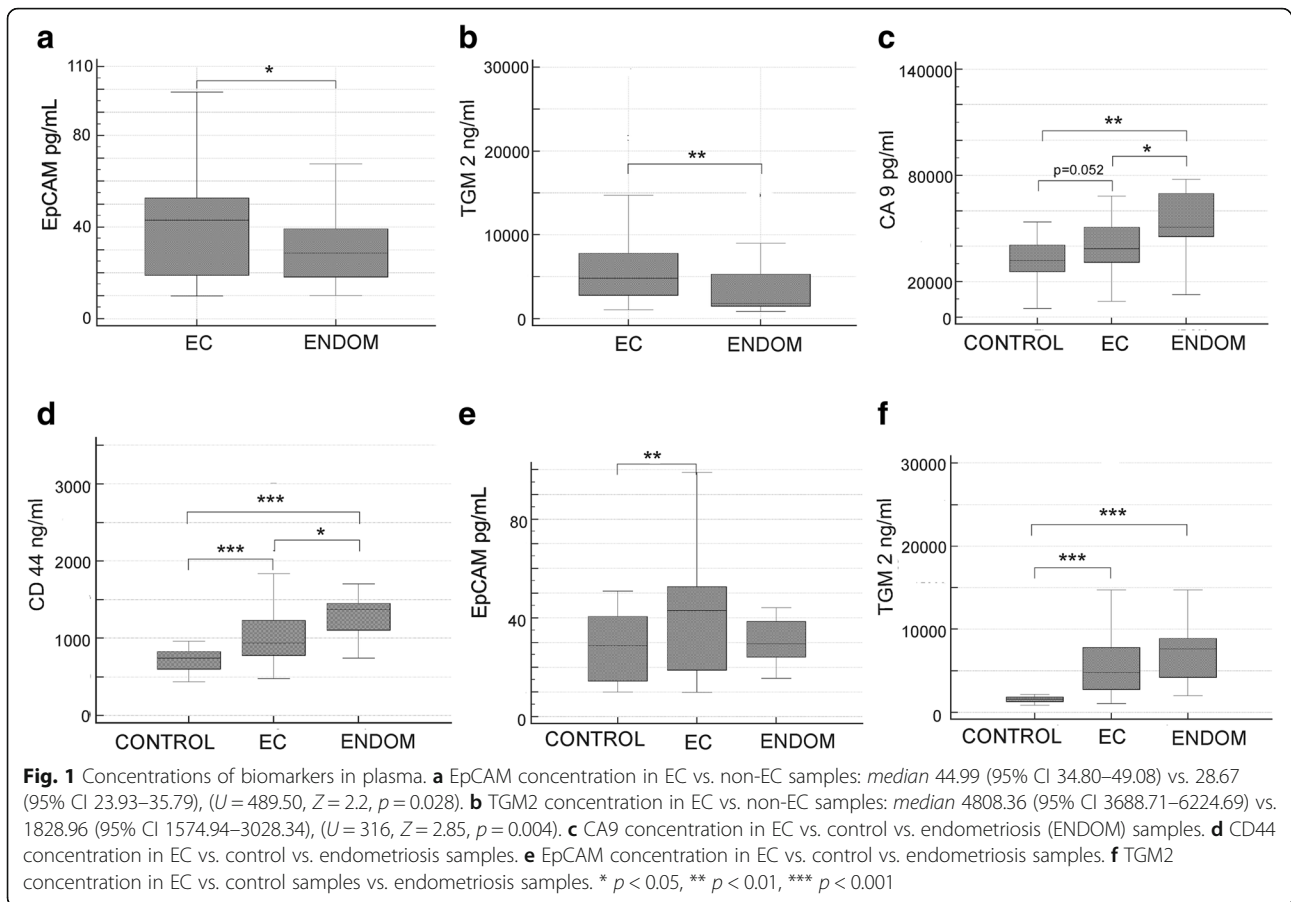 a
110
80
40
0
EpCAM pg/mL
*
EC ENDOM
b
30000
20000
10000
0
TGM 2 ng/ml
**
EC ENDOM
c
140000
80000
20000
0
CA 9 pg/ml
**
*
p=0.052
CONTROL EC ENDOM
d
3000
2000
1000
0
CD 44 ng/ml
***
***
*
CONTROL EC ENDOM
e
80
40
0
EpCAM pg/mL
**
CONTROL EC ENDOM
f
30000
20000
10000
0
TGM 2 ng/ml
***
***
CONTROL EC ENDOM
Fig. 1 Concentrations of biomarkers in plasma. a EpCAM concentration in EC vs. non-EC samples: median 44.99 (95% CI 34.80–49.08) vs. 28.67
(95% CI 23.93–35.79), (U = 489.50, Z = 2.2, p = 0.028). b TGM2 concentration in EC vs. non-EC samples: median 4808.36 (95% CI 3688.71–6224.69) vs.
1828.96 (95% CI 1574.94–3028.34), (U = 316, Z = 2.85, p = 0.004). c CA9 concentration in EC vs. control vs. endometriosis (ENDOM) samples. d CD44
concentration in EC vs. control vs. endometriosis samples. e EpCAM concentration in EC vs. control vs. endometriosis samples. f TGM2
concentration in EC vs. control samples vs. endometriosis samples. * p < 0.05, ** p < 0.01, *** p < 0.001